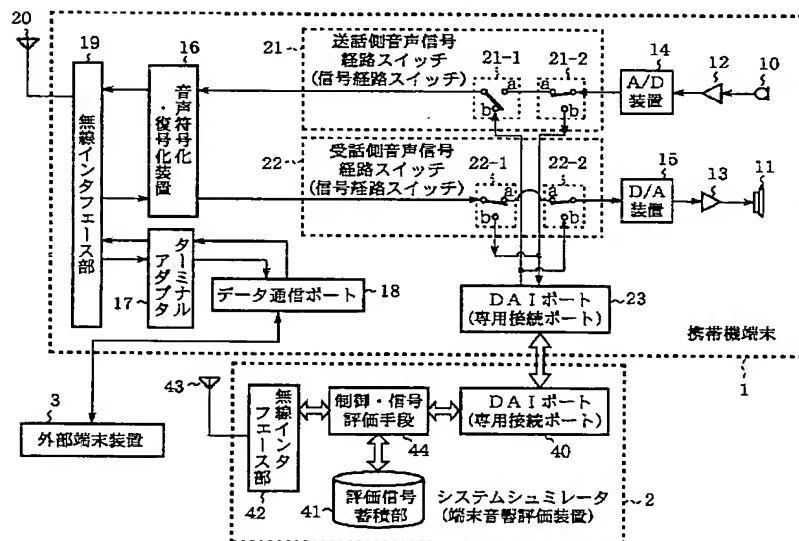 20
19
無線インタフェース部
16
音声符号化
・復号化装置
21
送話側音声信号
経路スイッチ
(信号経路スイッチ)
21-1
21-2
a
a
b
b
14
A/D
装置
12
10
22
受話側音声信号
経路スイッチ
(信号経路スイッチ)
22-1
22-2
a
a
b
b
15
D/A
装置
13
11
ターミナル
アダプタ
17
データ通信ポート
18
DAIポート
(専用接続ポート)
23
携帯機端末
1
3
外部端末装置
43
無線インタ
フェース部
42
制御・信号
評価手段
44
DAIポート
(専用接続ポート)
40
41
評価信号
蓄積部
システムシュミレータ
(端末音響評価装置)
2